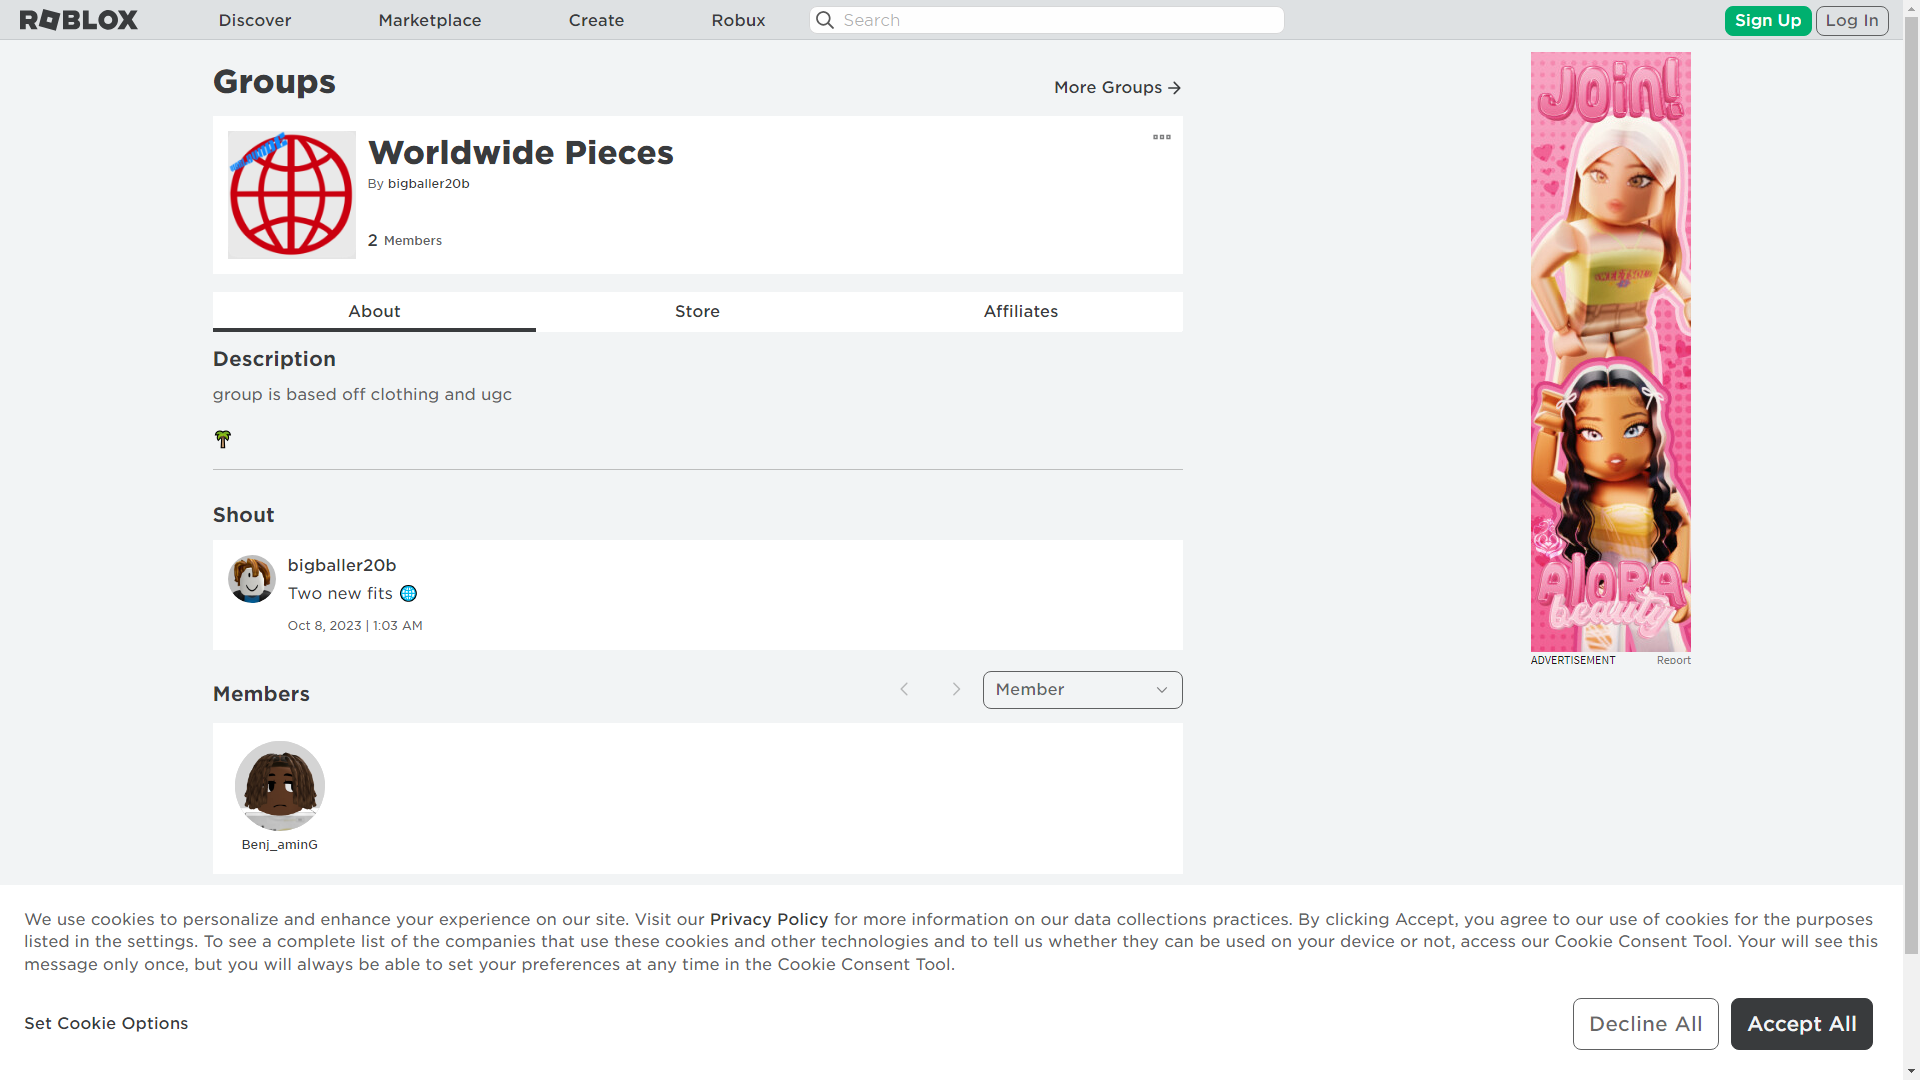 ROBLOX
Discover
Marketplace
Create
Robux
Search
Sign Up
Log In
Groups
More Groups
Worldwide Pieces
By bigballer20b
2 Members
About
Store
Affiliates
Description
group is based off clothing and ugc
Shout
bigballer20b
Two new fits
Oct 8, 2023 | 1:03 AM
Members
Member
Benj_aminG
JOin!
AlORA
beauty
ADVERTISEMENT
Report
We use cookies to personalize and enhance your experience on our site. Visit our Privacy Policy for more information on our data collections practices. By clicking Accept, you agree to our use of cookies for the purposes
listed in the settings. To see a complete list of the companies that use these cookies and other technologies and to tell us whether they can be used on your device or not, access our Cookie Consent Tool. Your will see this
message only once, but you will always be able to set your preferences at any time in the Cookie Consent Tool.
Set Cookie Options
Decline All
Accept All